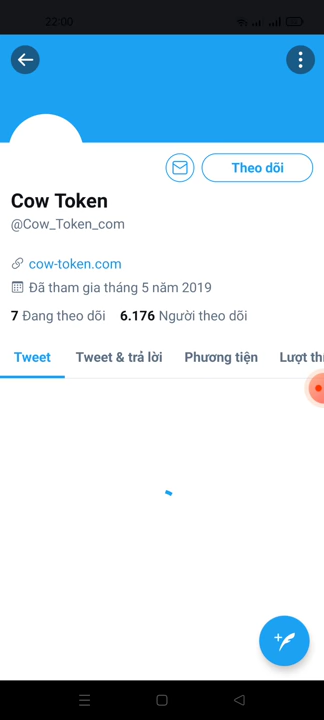 22:00
Theo dõi
Cow Token
@Cow_Token_com
cow-token.com
Đã tham gia tháng 5 năm 2019
7 Đang theo dõi 6.176 Người theo dõi
Tweet Tweet & trả lời Phương tiện Lượt